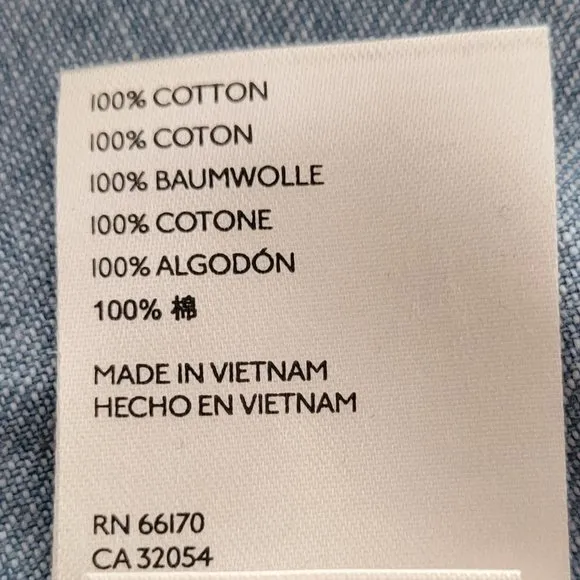 100% COTTON
100% COTON
100% BAUMWOLLE
100% COTONE
100% ALGODÓN
100% 棉
MADE IN VIETNAM
HECHO EN VIETNAM
RN 66170
CA 32054